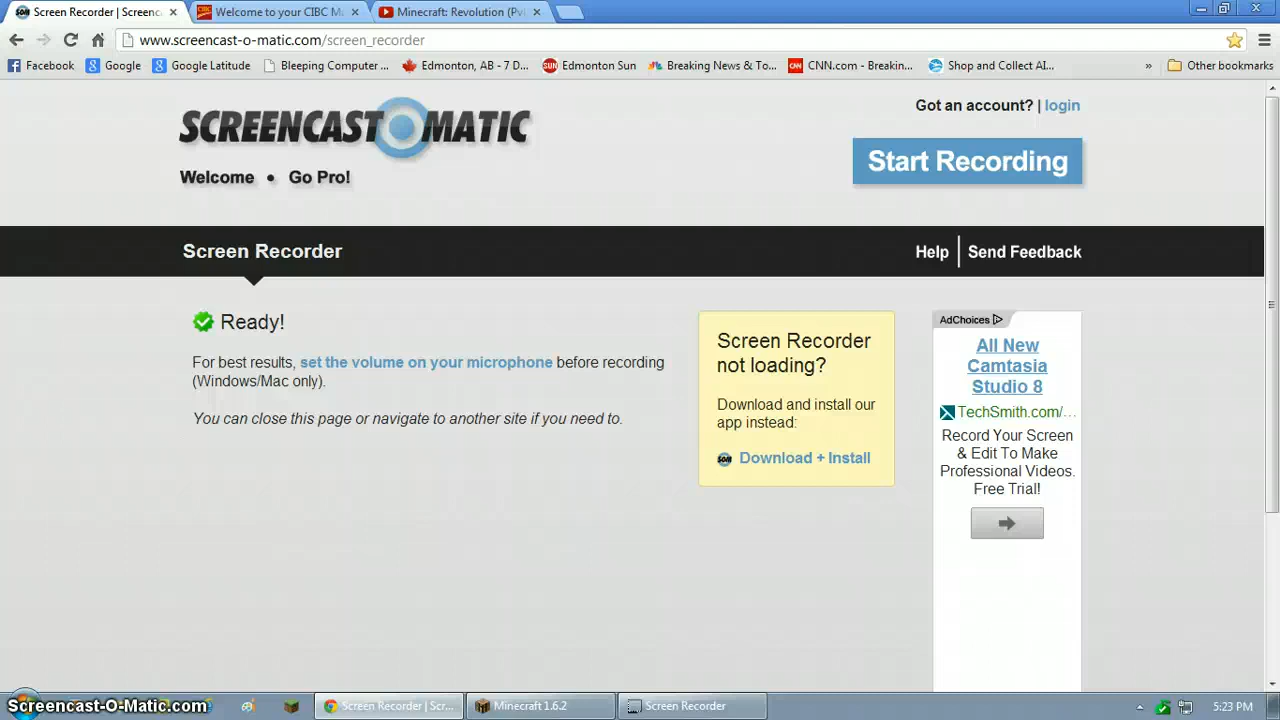 Screen Recorder | Screenc
Welcome to your CIBC M
Minecraft: Revolution (Pv
www.screencast-o-matic.com/screen_recorder
Facebook
Google
Google Latitude
Bleeping Computer ...
Edmonton, AB - 7 D...
SUN Edmonton Sun
Breaking News & To...
CNN CNN.com - Breakin...
Shop and Collect AI...
» Other bookmarks
SCREENCAST O MATIC
Got an account? | login
Start Recording
Welcome • Go Pro!
Screen Recorder
Help
Send Feedback
Ready!
For best results, set the volume on your microphone before recording
(Windows/Mac only).
You can close this page or navigate to another site if you need to.
Screen Recorder
not loading?
Download and install our
app instead:
SOM Download + Install
AdChoices
All New
Camtasia
Studio 8
TechSmith.com/...
Record Your Screen
& Edit To Make
Professional Videos.
Free Trial!
Screencast-O-Matic.com
Screen Recorder | Scr...
Minecraft 1.6.2
Screen Recorder
5:23 PM